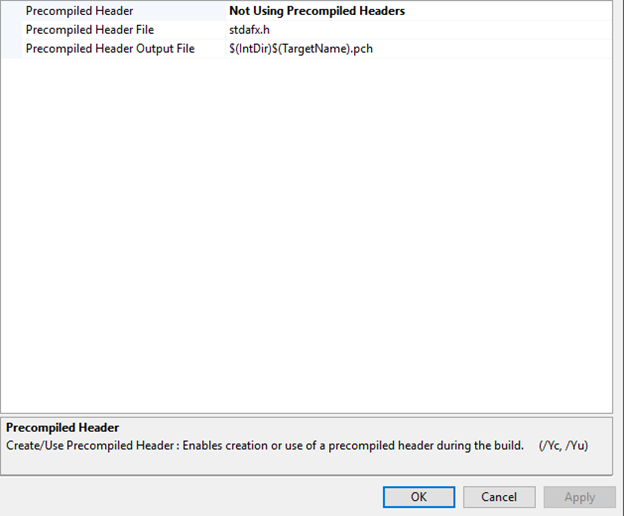 Precompiled Header Not Using Precompiled Headers
Precompiled Header File stdafx.h
Precompiled Header Output File $(IntDir)$(TargetName).pch
Precompiled Header
Create/Use Precompiled Header : Enables creation or use of a precompiled header during the build. (/Yc, /Yu)
OK Cancel Apply